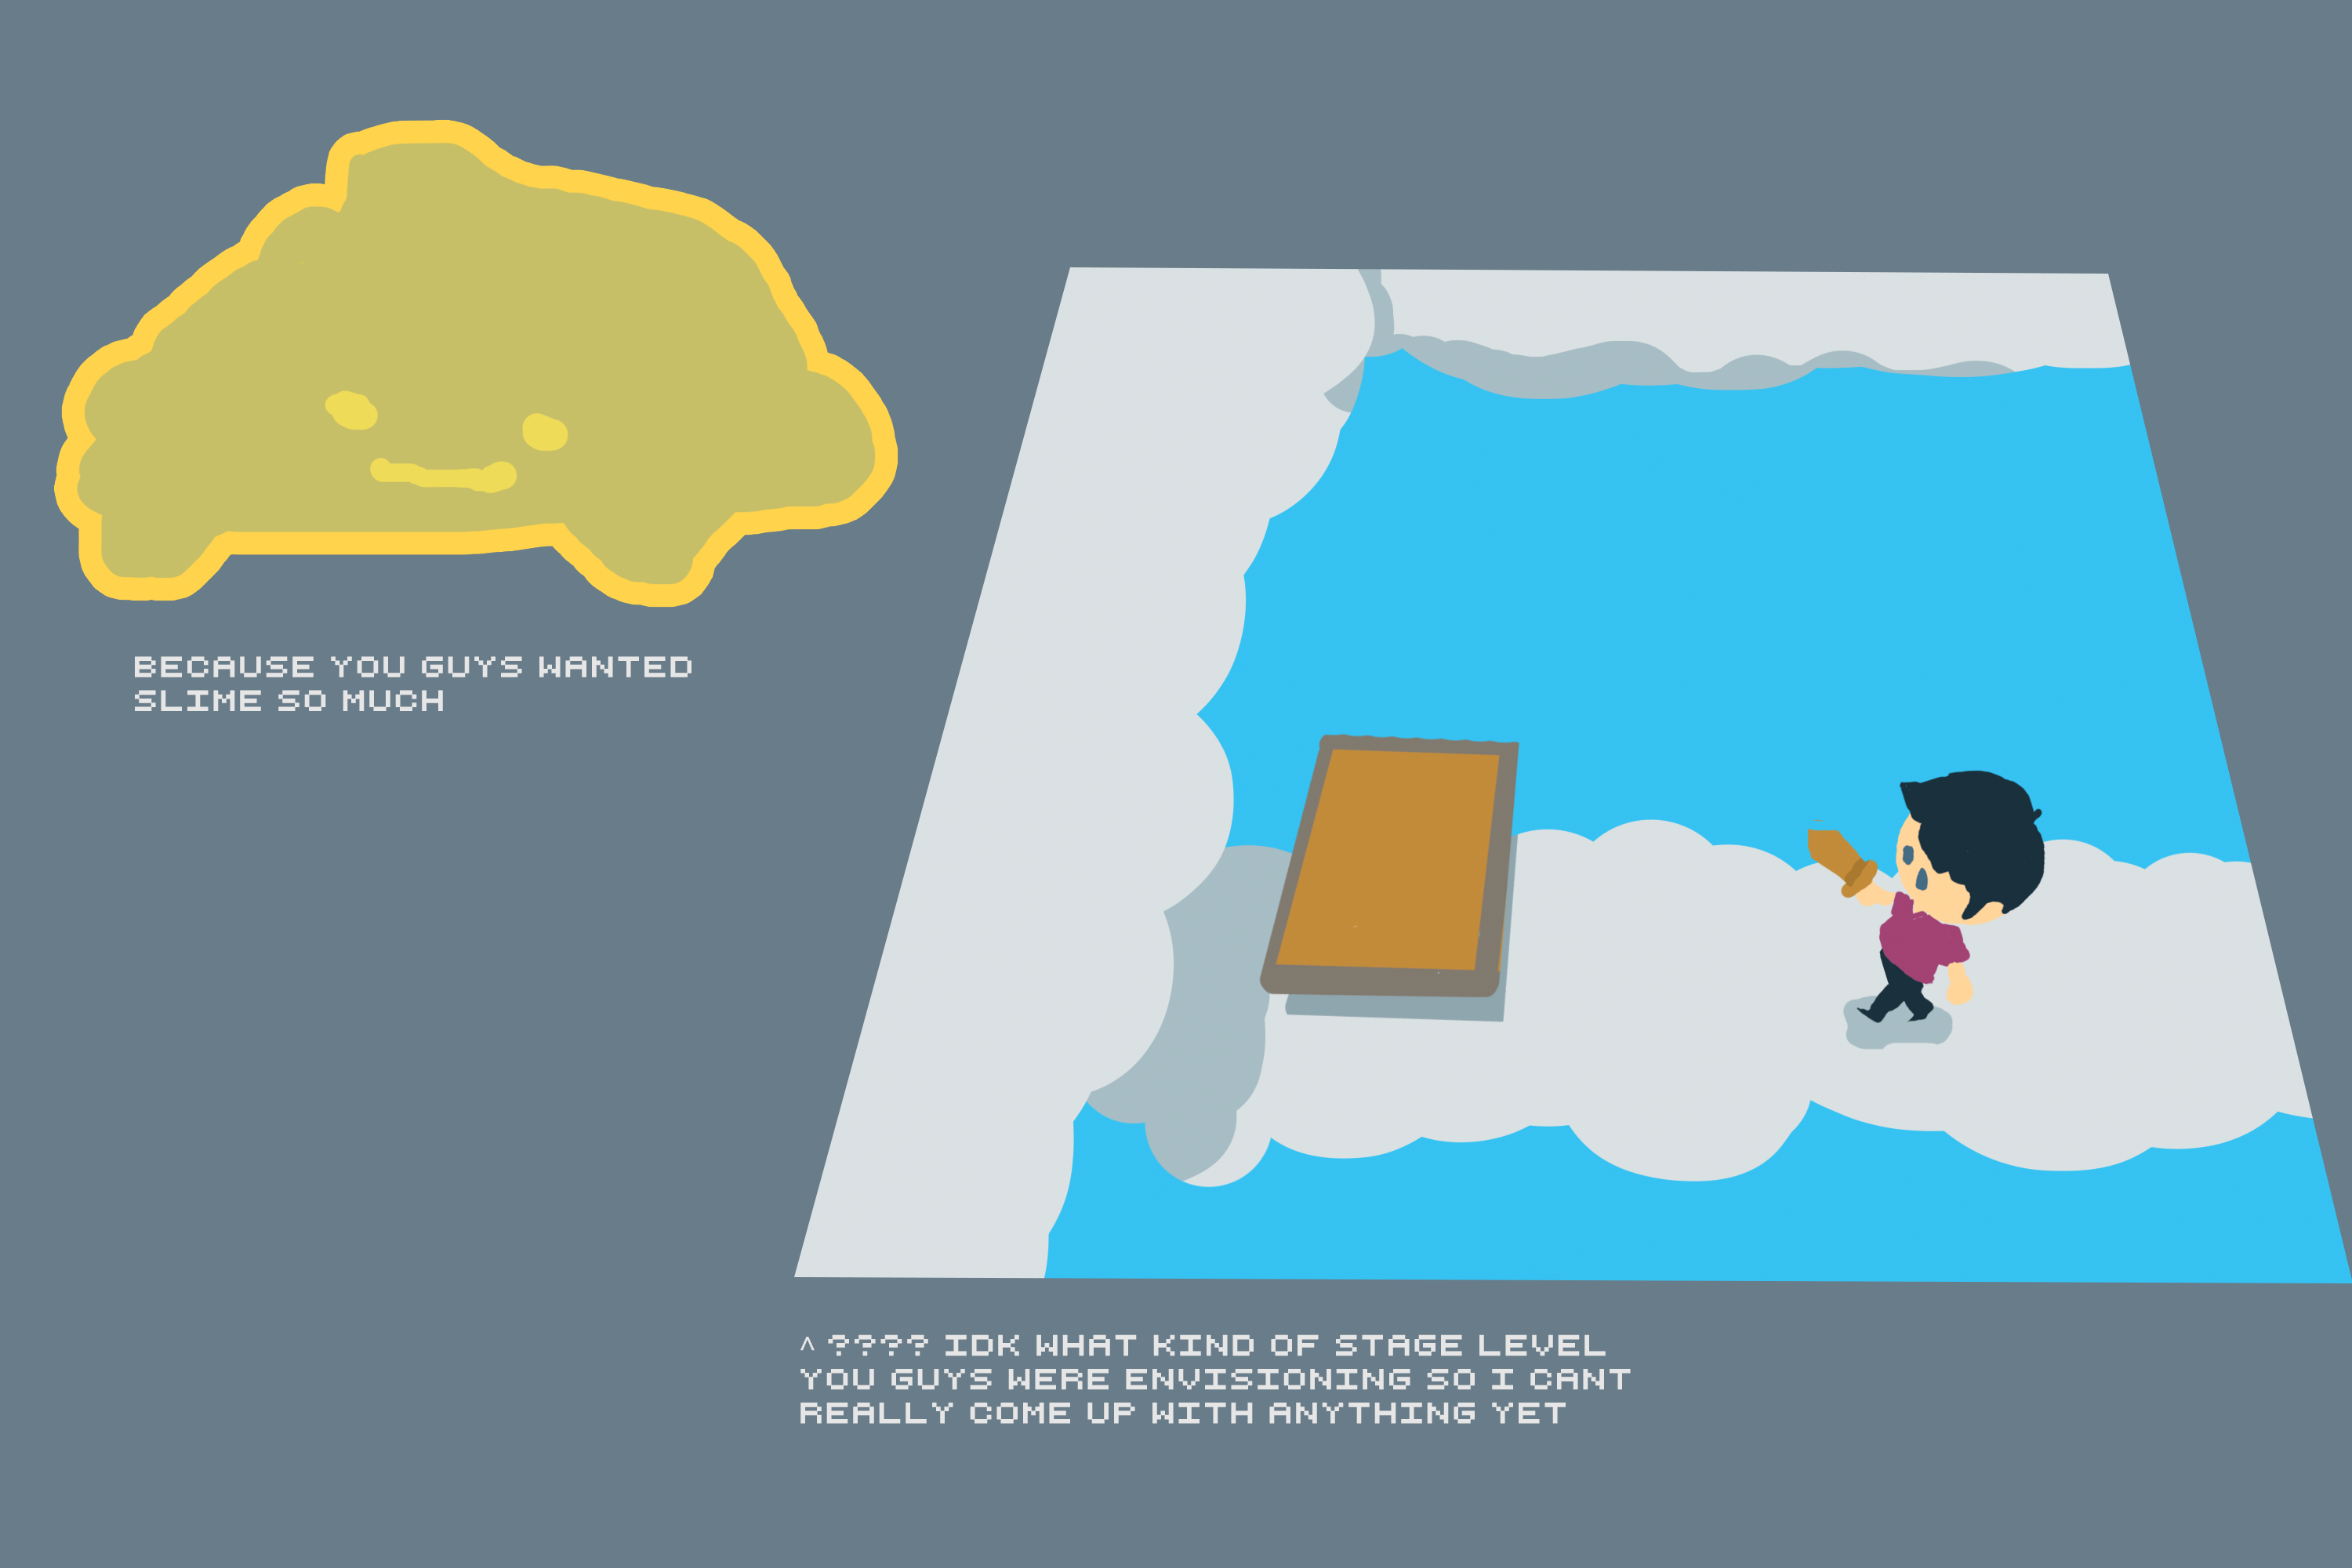 BECAUSE YOU GUYS WANTED
SLIME SO MUCH
^???? IDK WHAT KIND OF STAGE LEVEL
YOU GUYS WERE ENVISIONING SO I CANT
REALLY COME UP WITH ANYTHING YET